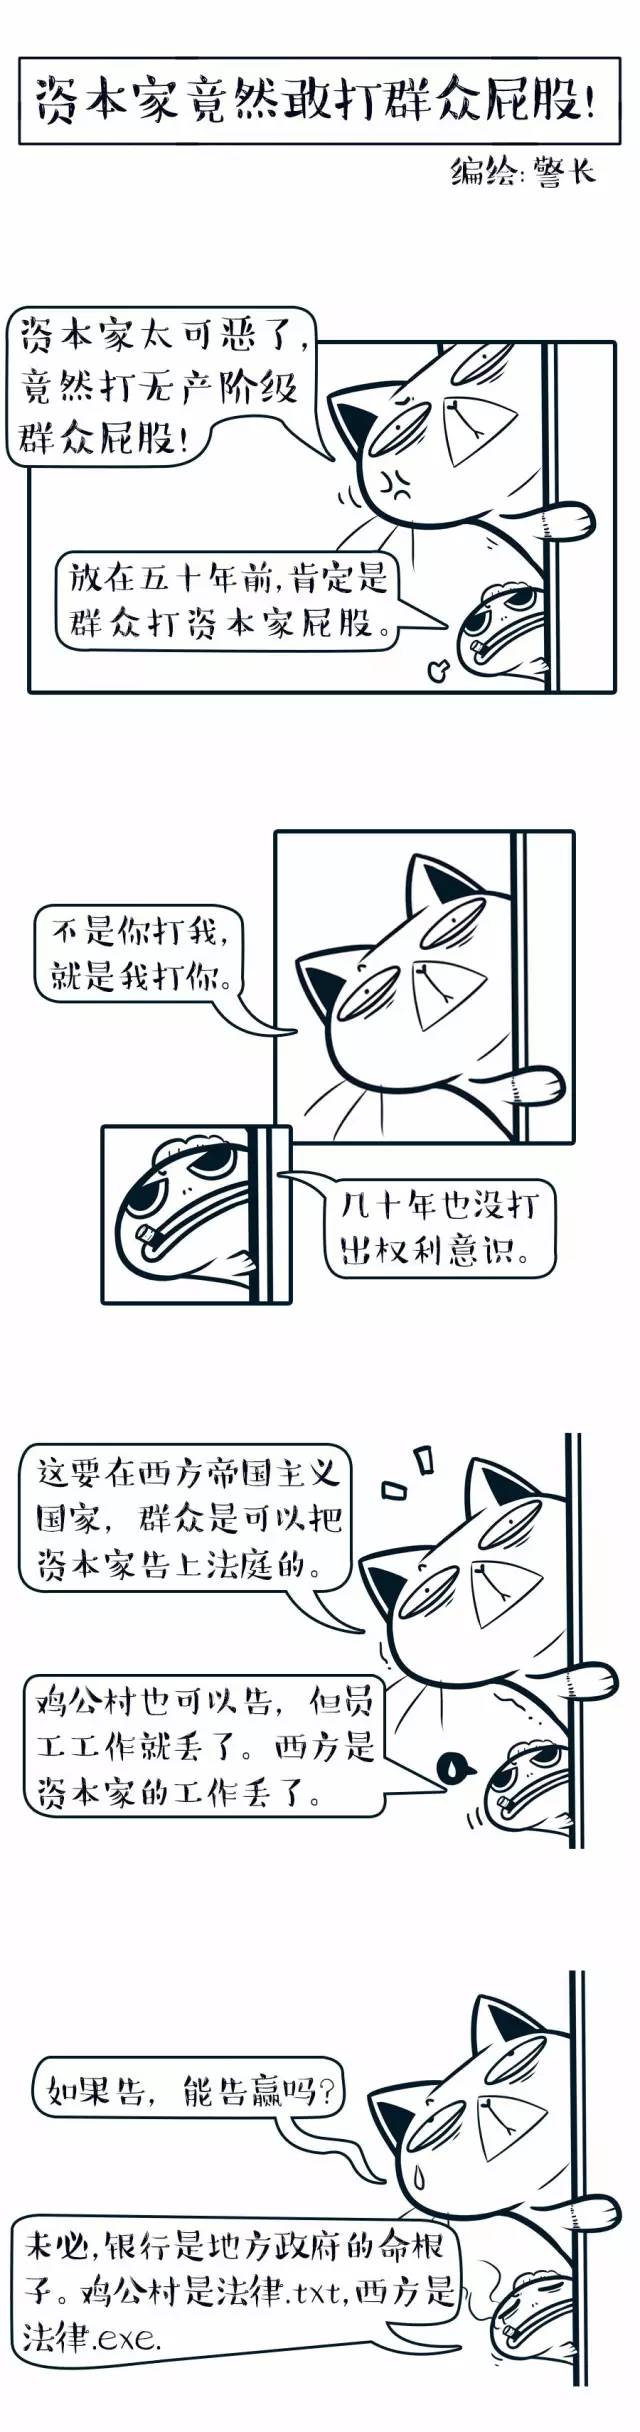 资本家竟然敢打群众屁股！
编绘：警长
资本家太可恶了，
竟然打无产阶级
群众屁股！
放在五十年前，肯定是
群众打资本家屁股。
不是你打我，
就是我打你。
几十年也没打
出权利意识。
这要在西方帝国主义
国家，群众是可以把
资本家告上法庭的。
鸡公村也可以告，但员
工工作就丢了。西方是
资本家的工作丢了。
如果告，能告赢吗？
未必，银行是地方政府的命根
子。鸡公村是法律.txt，西方是
法律.exe.